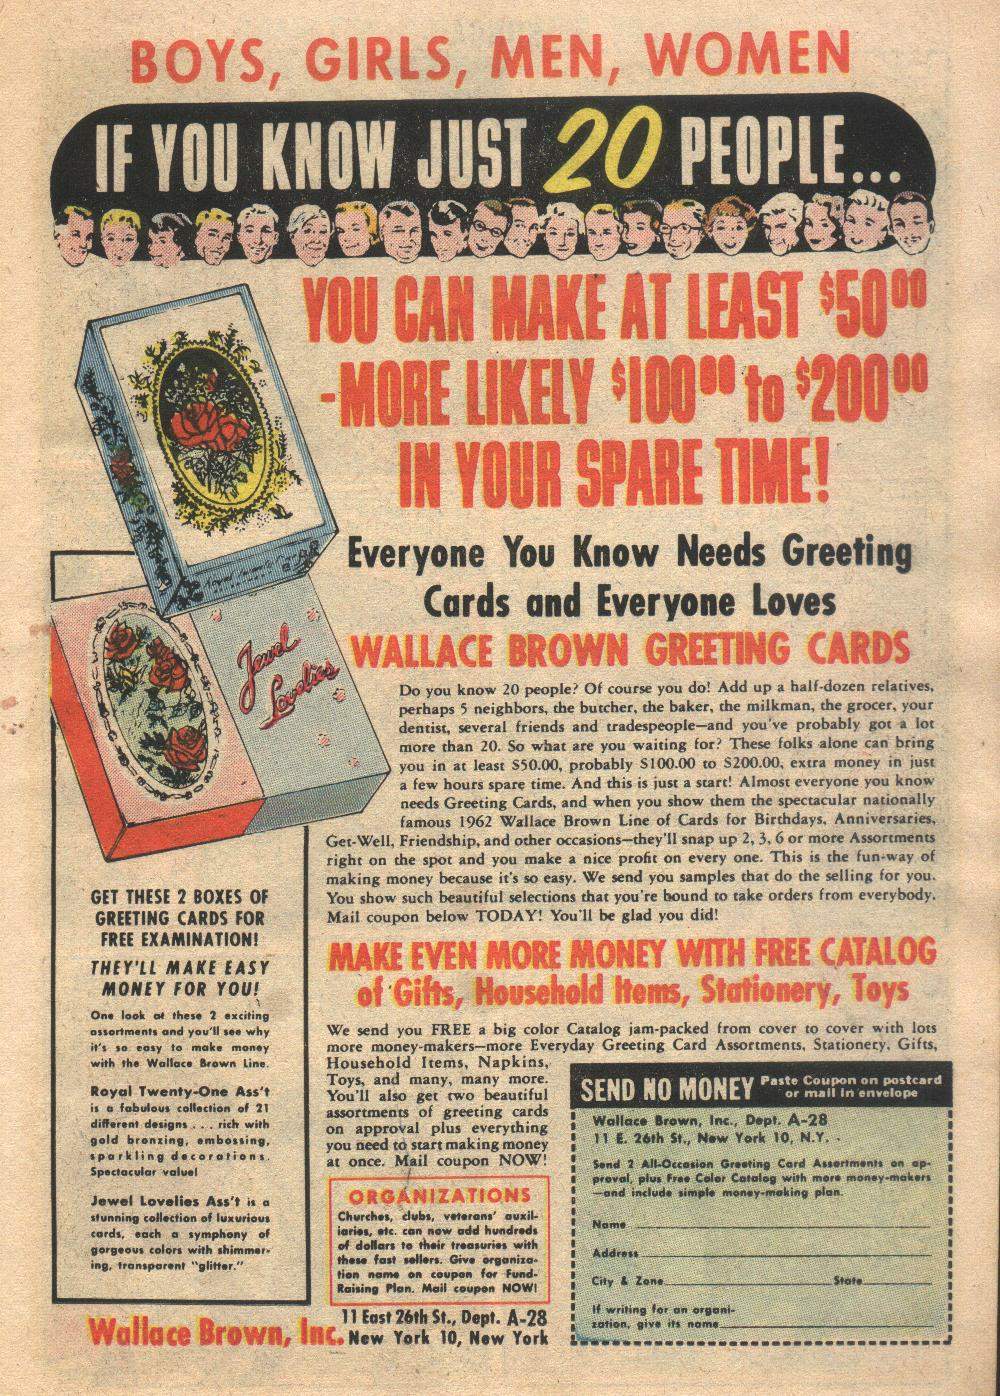 BOYS, GIRLS, MEN, WOMEN
IF YOU KNOW JUST 20 PEOPLE...
YOU CAN MAKE AT LEAST $50.00
-MORE LIKELY $100.00 to $200.00
IN YOUR SPARE TIME!
Everyone You Know Needs Greeting
Cards and Everyone Loves
WALLACE BROWN GREETING CARDS
Jewel
Lovelies
Do you know 20 people? Of course you do! Add up a half-dozen relatives,
perhaps 5 neighbors, the butcher, the baker, the milkman, the grocer, your
dentist, several friends and tradespeople—and you've probably got a lot
more than 20. So what are you waiting for? These folks alone can bring
you in at least $50.00, probably $100.00 to $200.00, extra money in just
a few hours spare time. And this is just a start! Almost everyone you know
needs Greeting Cards, and when you show them the spectacular nationally
famous 1962 Wallace Brown Line of Cards for Birthdays, Anniversaries,
Get-Well, Friendship, and other occasions—they'll snap up 2, 3, 6 or more Assortments
right on the spot and you make a nice profit on every one. This is the fun-way of
making money because it's so easy. We send you samples that do the selling for you.
You show such beautiful selections that you're bound to take orders from everybody.
Mail coupon below TODAY! You'll be glad you did!
GET THESE 2 BOXES OF
GREETING CARDS FOR
FREE EXAMINATION!
THEY'LL MAKE EASY
MONEY FOR YOU!
One look at these 2 exciting
assortments and you'll see why
it's so easy to make money
with the Wallace Brown Line.
Royal Twenty-One Ass't
is a fabulous collection of 21
different designs . . . rich with
gold bronzing, embossing,
sparkling decorations.
Spectacular value!
Jewel Lovelies Ass't is a
stunning collection of luxurious
cards, each a symphony of
gorgeous colors with shimmer-
ing, transparent "glitter."
MAKE EVEN MORE MONEY WITH FREE CATALOG
of Gifts, Household Items, Stationery, Toys
We send you FREE a big color Catalog jam-packed from cover to cover with lots
more money-makers—more Everyday Greeting Card Assortments, Stationery, Gifts,
Household Items, Napkins,
Toys, and many, many more.
You'll also get two beautiful
assortments of greeting cards
on approval plus everything
you need to start making money
at once. Mail coupon NOW!
ORGANIZATIONS
Churches, clubs, veterans' auxil-
iaries, etc. can now add hundreds
of dollars to their treasuries with
these fast sellers. Give organiza-
tion name on coupon for Fund-
Raising Plan. Mail coupon NOW!
Wallace Brown, Inc. 11 East 26th St., Dept. A-28
New York 10, New York
SEND NO MONEY Paste Coupon on postcard
or mail in envelope
Wallace Brown, Inc., Dept. A-28
11 E. 26th St., New York 10, N.Y.
Send 2 All-Occasion Greeting Card Assortments on ap-
proval, plus Free Color Catalog with more money-makers
—and include simple money-making plan.
Name
Address
City & Zone State
If writing for an organi-
zation, give its name